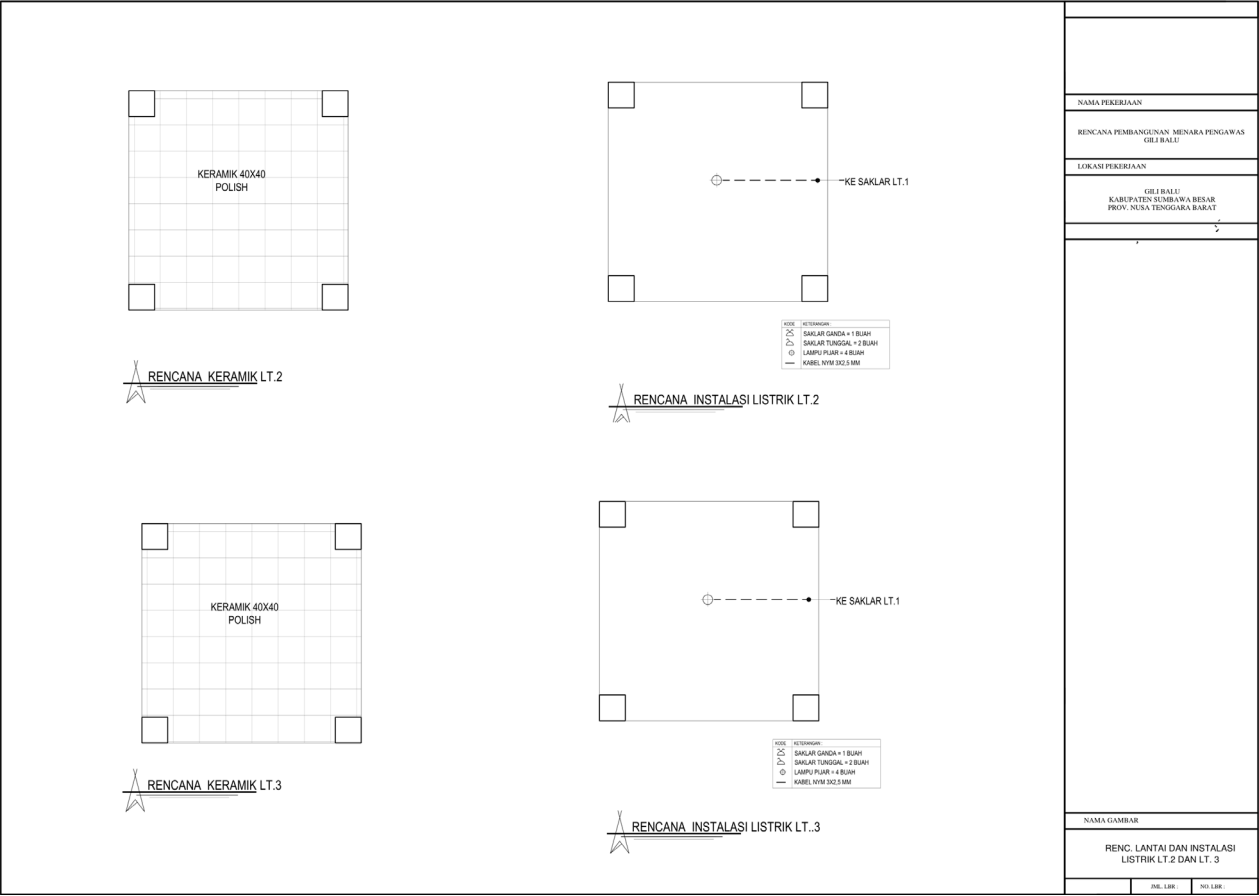 KERAMIK 40X40
POLISH
RENCANA KERAMIK LT.2
KE SAKLAR LT.1
KODE KETERANGAN :
SAKLAR GANDA = 1 BUAH
SAKLAR TUNGGAL = 2 BUAH
LAMPU PIJAR = 4 BUAH
KABEL NYM 3X2,5 MM
RENCANA INSTALASI LISTRIK LT.2
KERAMIK 40X40
POLISH
RENCANA KERAMIK LT.3
KE SAKLAR LT.1
KODE KETERANGAN :
SAKLAR GANDA = 1 BUAH
SAKLAR TUNGGAL = 2 BUAH
LAMPU PIJAR = 4 BUAH
KABEL NYM 3X2,5 MM
RENCANA INSTALASI LISTRIK LT..3
NAMA PEKERJAAN
RENCANA PEMBANGUNAN MENARA PENGAWAS
GILI BALU
LOKASI PEKERJAAN
GILI BALU
KABUPATEN SUMBAWA BESAR
PROV. NUSA TENGGARA BARAT
NAMA GAMBAR
RENC. LANTAI DAN INSTALASI
LISTRIK LT.2 DAN LT. 3
JML. LBR : NO. LBR :